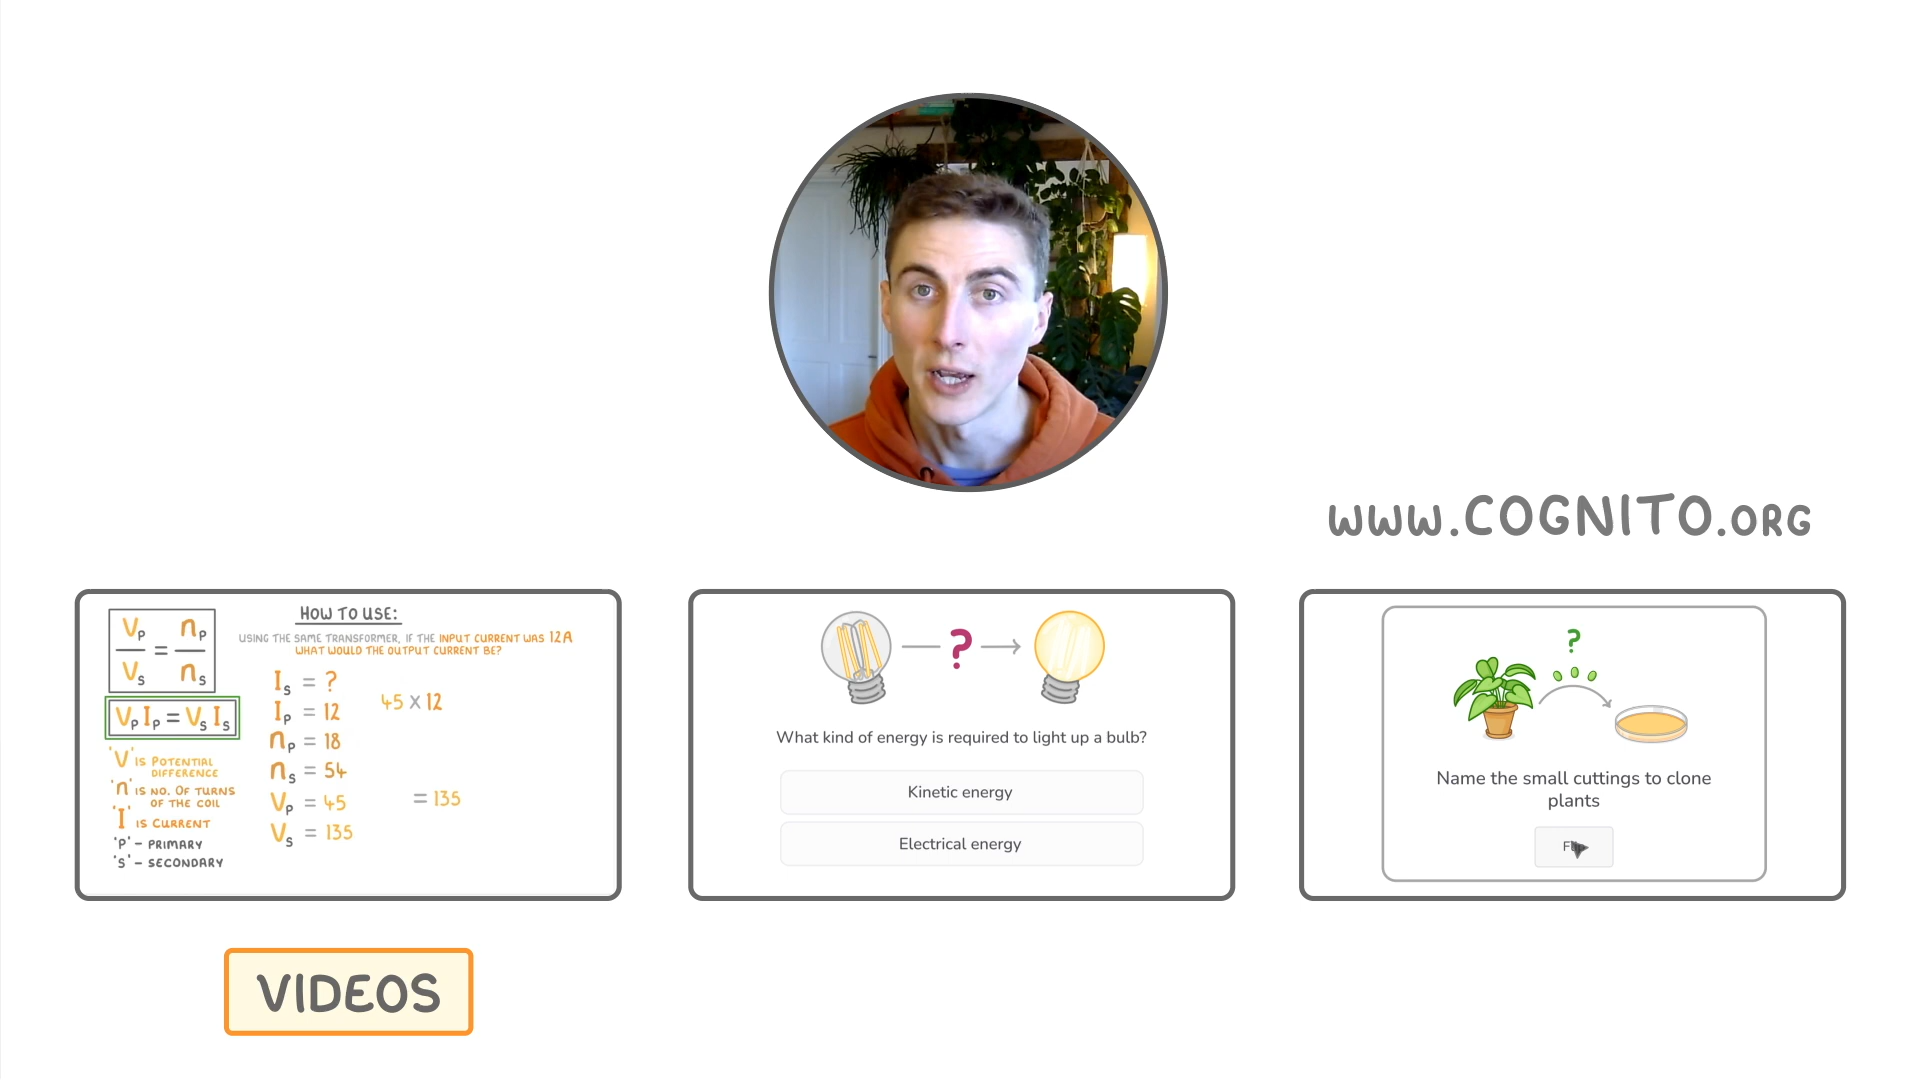 www.COGNITO.ORG
Vp / Vs = np / ns
VpIp = VsIs
'V' IS POTENTIAL
DIFFERENCE
'n' IS NO. OF TURNS
OF THE COIL
'I' IS CURRENT
'P' - PRIMARY
'S' - SECONDARY
HOW TO USE:
USING THE SAME TRANSFORMER, IF THE INPUT CURRENT WAS 12A
WHAT WOULD THE OUTPUT CURRENT BE?
Is = ?
Ip = 12
np = 18
ns = 54
Vp = 45
Vs = 135
45 x 12
= 135
?
What kind of energy is required to light up a bulb?
Kinetic energy
Electrical energy
?
Name the small cuttings to clone
plants
VIDEOS